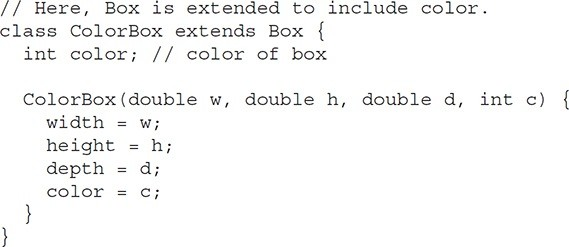 // Here, Box is extended to include color.
class ColorBox extends Box {
  int color; // color of box

  ColorBox(double w, double h, double d, int c) {
    width = w;
    height = h;
    depth = d;
    color = c;
  }
}